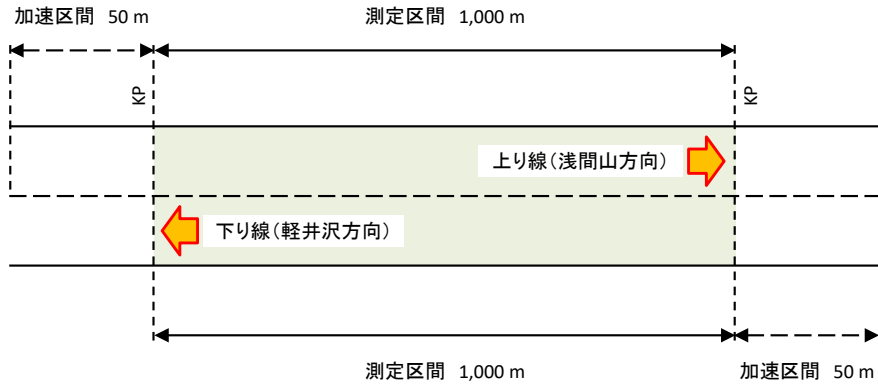 加速区間 50 m
測定区間 1,000 m
KP
KP
上り線(浅間山方向)
下り線(軽井沢方向)
測定区間 1,000 m
加速区間 50 m